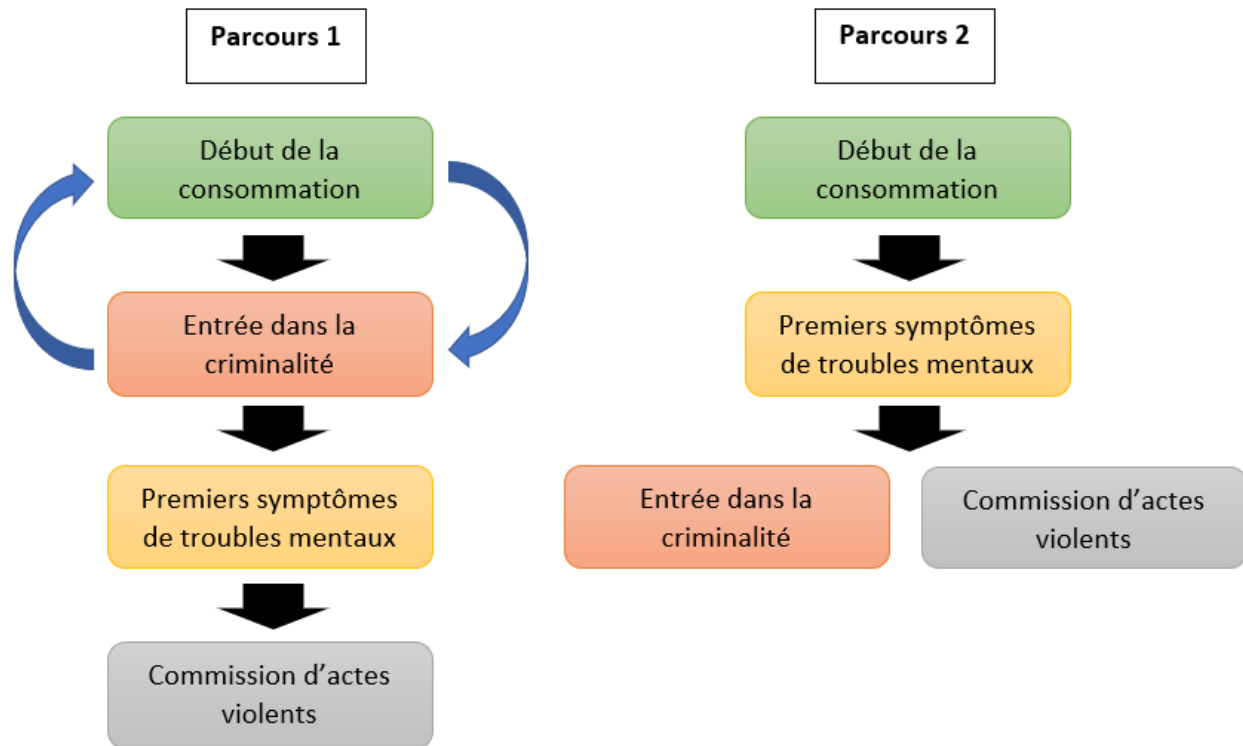 Parcours 1
Début de la
consommation
Entrée dans la
criminalité
Premiers symptômes
de troubles mentaux
Commission d'actes
violents
Parcours 2
Début de la
consommation
Premiers symptômes
de troubles mentaux
Entrée dans la
criminalité
Commission d'actes
violents